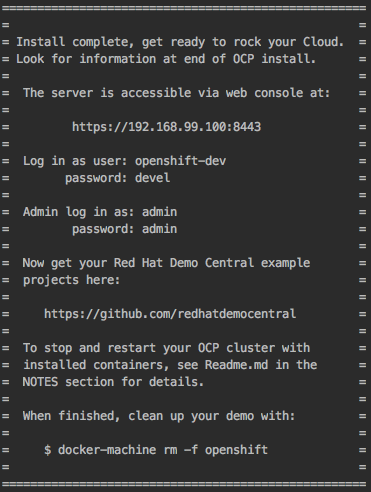 ====================================================
=                                                  =
= Install complete, get ready to rock your Cloud.  =
= Look for information at end of OCP install.      =
=                                                  =
=  The server is accessible via web console at:    =
=                                                  =
=         https://192.168.99.100:8443              =
=                                                  =
=  Log in as user: openshift-dev                   =
=        password: devel                           =
=                                                  =
=  Admin log in as: admin                          =
=         password: admin                          =
=                                                  =
=  Now get your Red Hat Demo Central example       =
=  projects here:                                  =
=                                                  =
=     https://github.com/redhatdemocentral         =
=                                                  =
=  To stop and restart your OCP cluster with       =
=  installed containers, see Readme.md in the      =
=  NOTES section for details.                      =
=                                                  =
=  When finished, clean up your demo with:         =
=                                                  =
=     $ docker-machine rm -f openshift             =
=                                                  =
====================================================